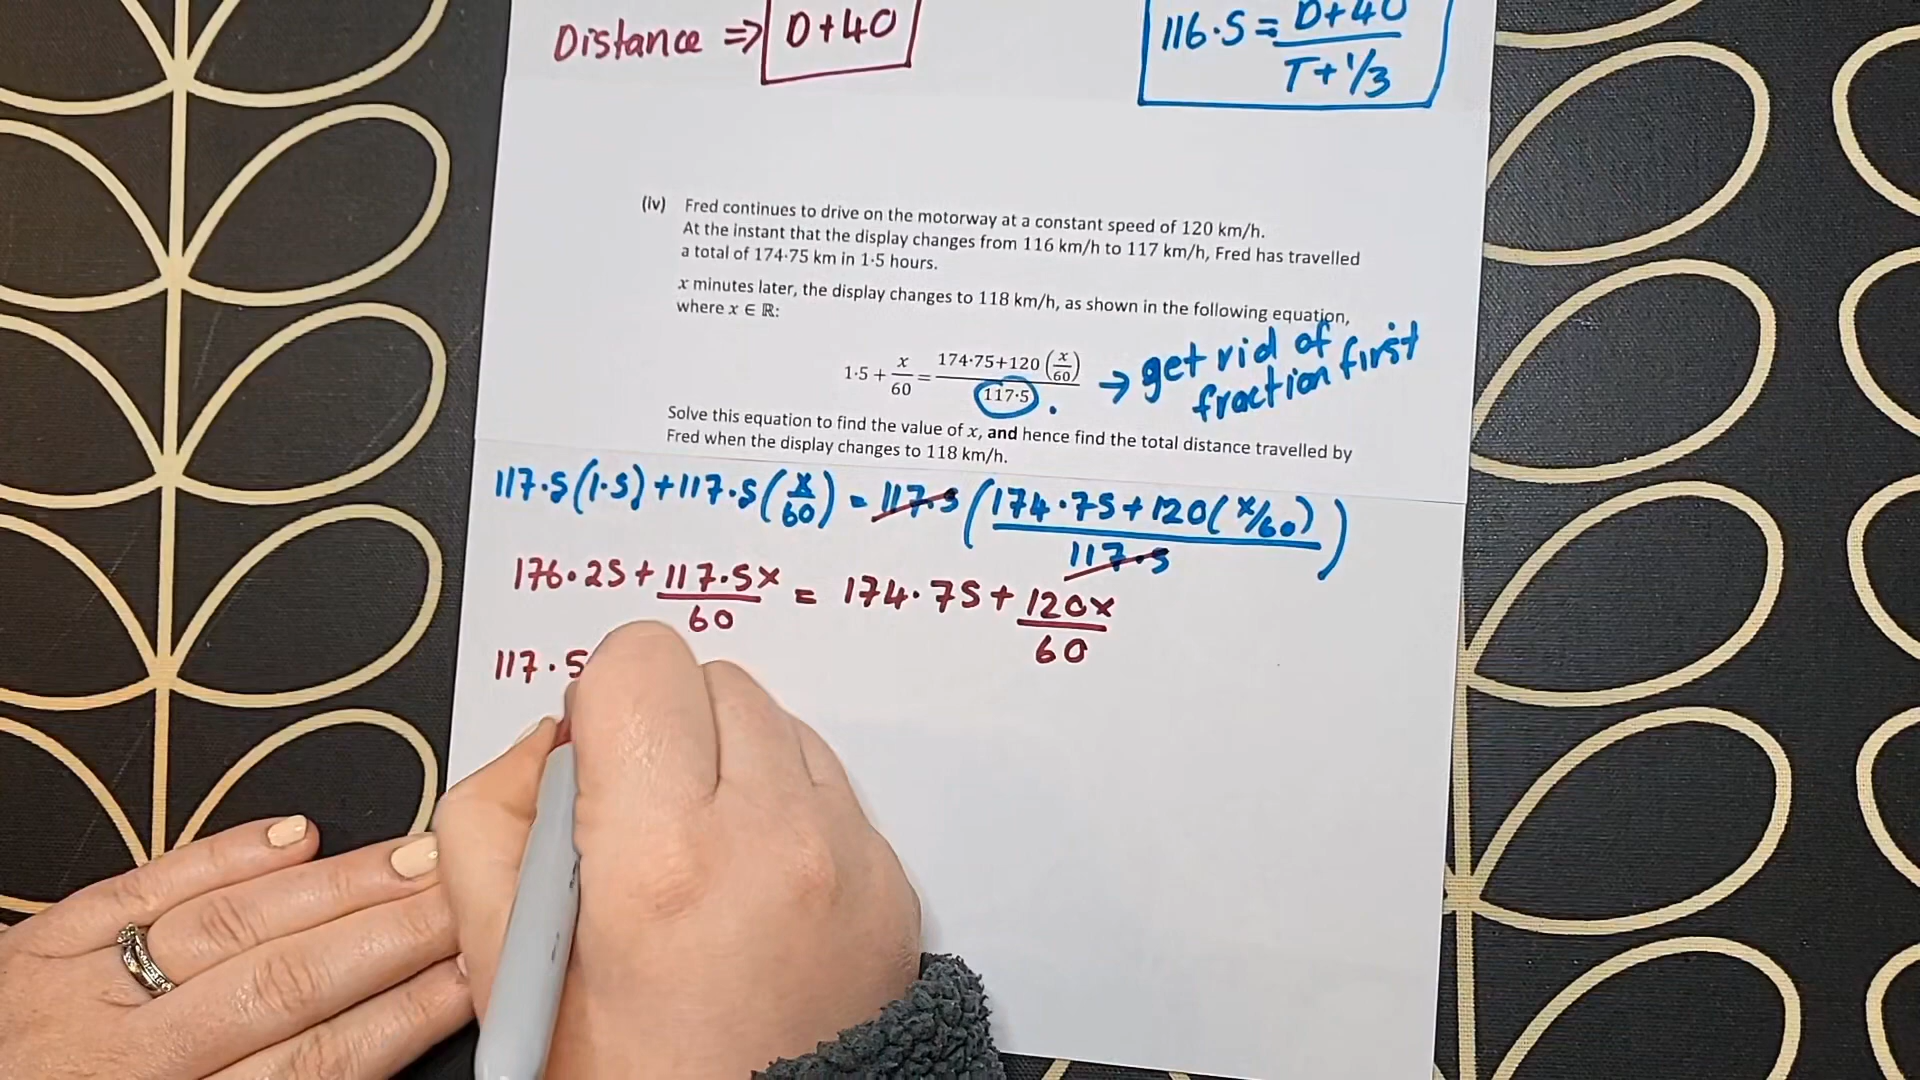 Distance ⇒ D+40
116·5 = D+40 / T+1/3
(iv) Fred continues to drive on the motorway at a constant speed of 120 km/h.
At the instant that the display changes from 116 km/h to 117 km/h, Fred has travelled
a total of 174·75 km in 1·5 hours.
x minutes later, the display changes to 118 km/h, as shown in the following equation,
where x ∈ ℝ:
1·5 + x/60 = 174·75+120 (x/60) / 117·5
→ get rid of
fraction first
Solve this equation to find the value of x, and hence find the total distance travelled by
Fred when the display changes to 118 km/h.
117·5(1·5) + 117·5(x/60) = 117·5(174·75+120(x/60) / 117·5)
176·25 + 117·5x/60 = 174·75 + 120x/60
117·5